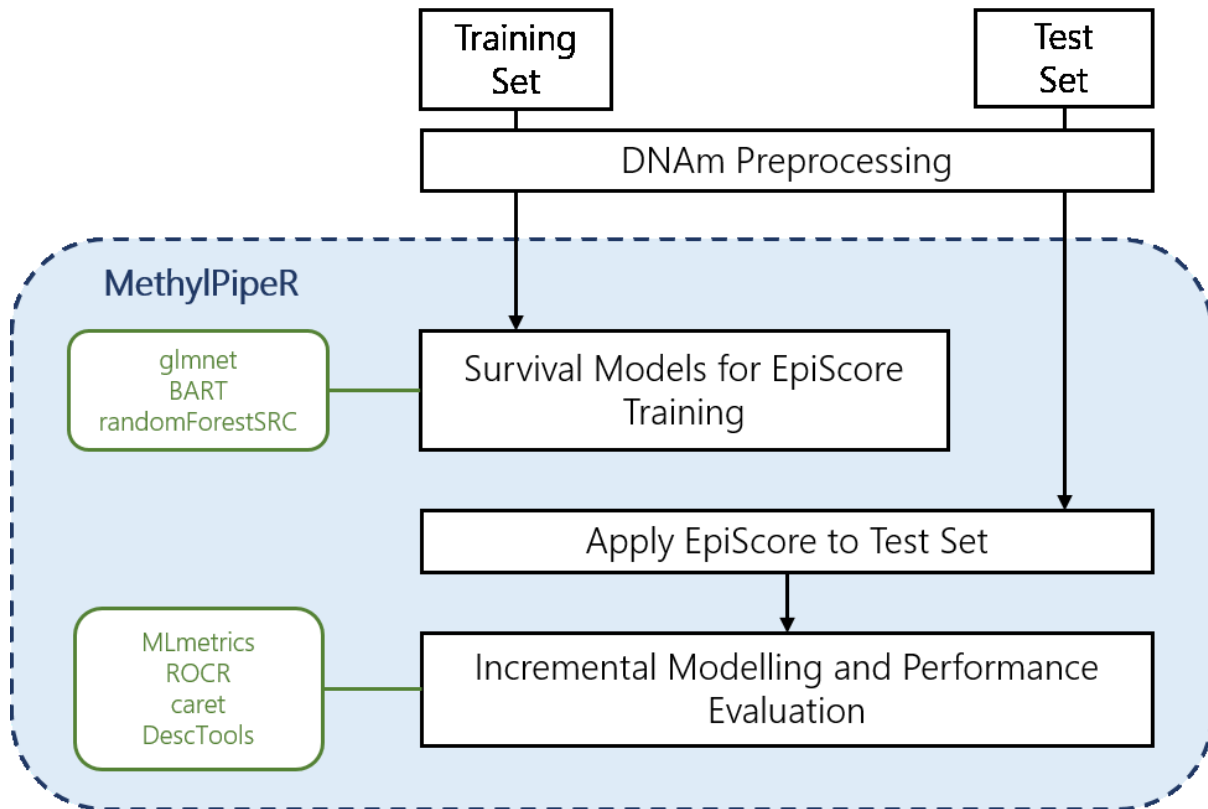 Training
Set
Test
Set
DNAm Preprocessing
MethylPipeR
glmnet
BART
randomForestSRC
Survival Models for EpiScore
Training
Apply EpiScore to Test Set
MLmetrics
ROCR
caret
DescTools
Incremental Modelling and Performance
Evaluation